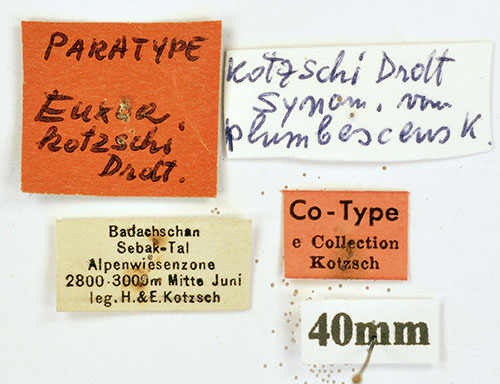 PARATYPE
Euxoa
kotzschi
Drdt.
kotzschi Drdt
Synom. von
plumbescens K
Badachschan
Sebak-Tal
Alpenwiesenzone
2800-3000m Mitte Juni
leg. H.&E.Kotzsch
Co-Type
e Collection
Kotzsch
40mm